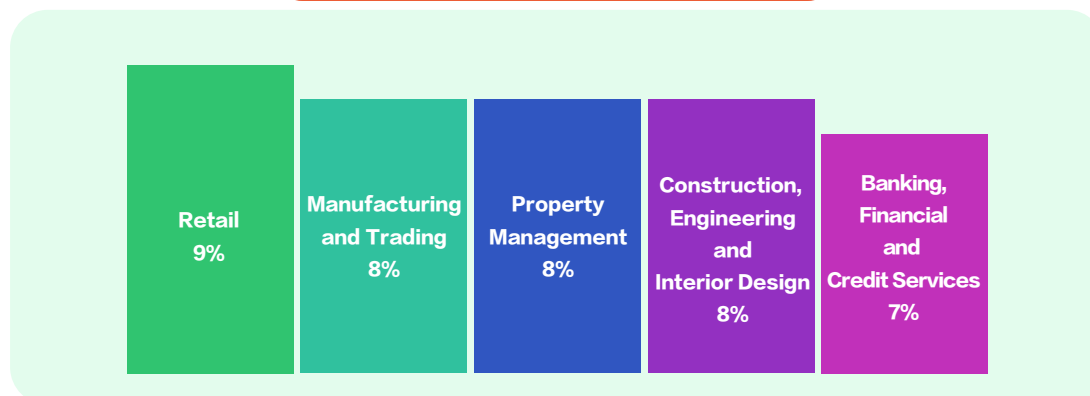 Retail
9%
Manufacturing
and Trading
8%
Property
Management
8%
Construction,
Engineering
and
Interior Design
8%
Banking,
Financial
and
Credit Services
7%